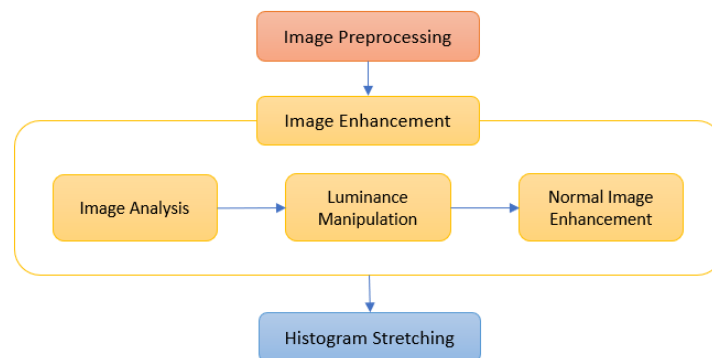 Image Preprocessing
Image Enhancement
Image Analysis
Luminance
Manipulation
Normal Image
Enhancement
Histogram Stretching